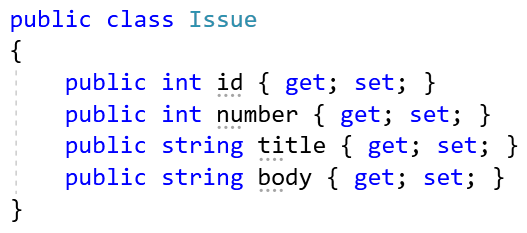 public class Issue
{
    public int id { get; set; }
    public int number { get; set; }
    public string title { get; set; }
    public string body { get; set; }
}